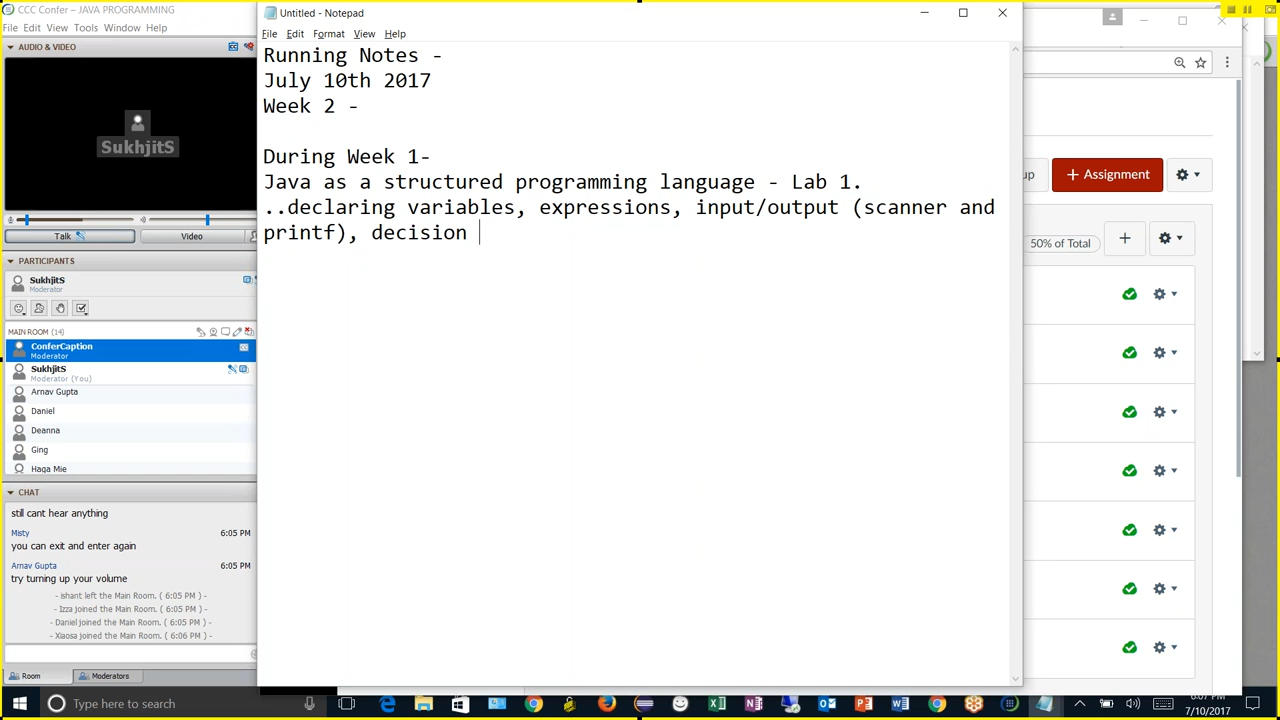 CCC Confer – JAVA PROGRAMMING
File Edit View Tools Window Help
AUDIO & VIDEO
SukhjitS
Talk
Video
PARTICIPANTS
SukhjitS
Moderator
MAIN ROOM (14)
ConferCaption
Moderator
SukhjitS
Moderator (You)
Arnav Gupta
Daniel
Deanna
Ging
Haga Mie
CHAT
still cant hear anything
Misty 6:05 PM
you can exit and enter again
Arnav Gupta 6:05 PM
try turning up your volume
- ishant left the Main Room. ( 6:05 PM ) -
- Izza joined the Main Room. ( 6:05 PM ) -
- Daniel joined the Main Room. ( 6:05 PM ) -
- Xiaosa joined the Main Room. ( 6:06 PM ) -
Room
Moderators
Untitled - Notepad
File Edit Format View Help
Running Notes -
July 10th 2017
Week 2 -
During Week 1-
Java as a structured programming language - Lab 1.
..declaring variables, expressions, input/output (scanner and
printf), decision
up
+ Assignment
50% of Total
Type here to search
7/10/2017